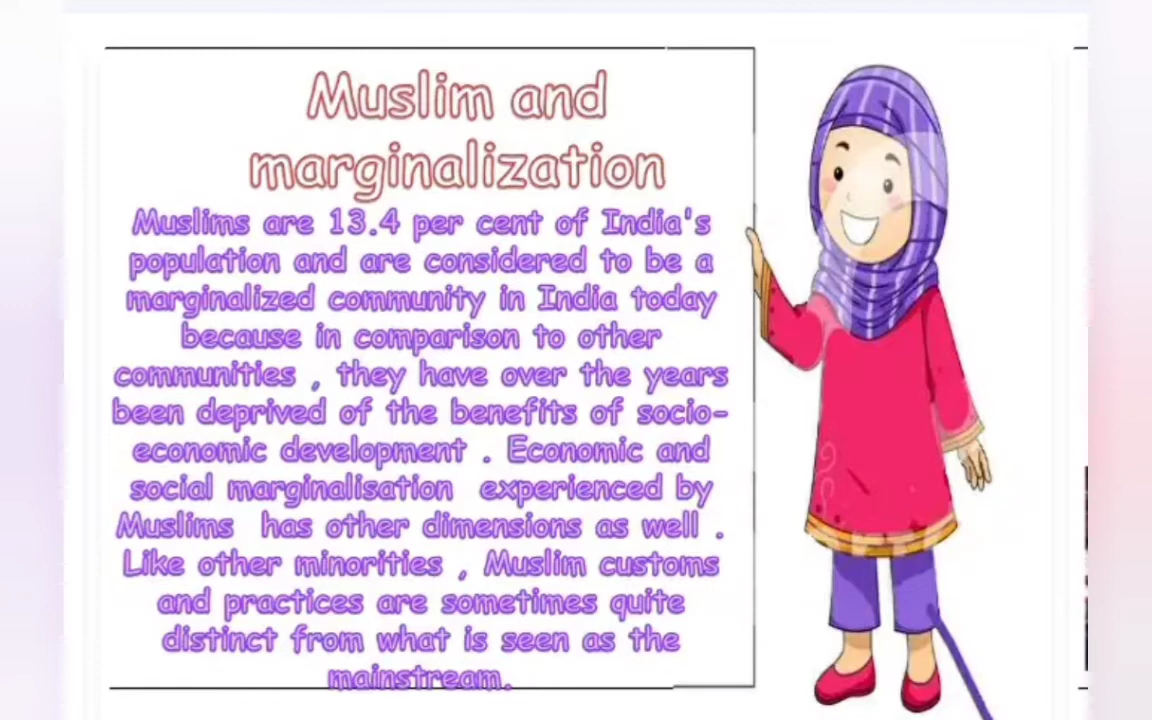 Muslim and
marginalization
Muslims are 13.4 per cent of India's
population and are considered to be a
marginalized community in India today
because in comparison to other
communities , they have over the years
been deprived of the benefits of socio-
economic development . Economic and
social marginalisation experienced by
Muslims has other dimensions as well .
Like other minorities , Muslim customs
and practices are sometimes quite
distinct from what is seen as the
mainstream.